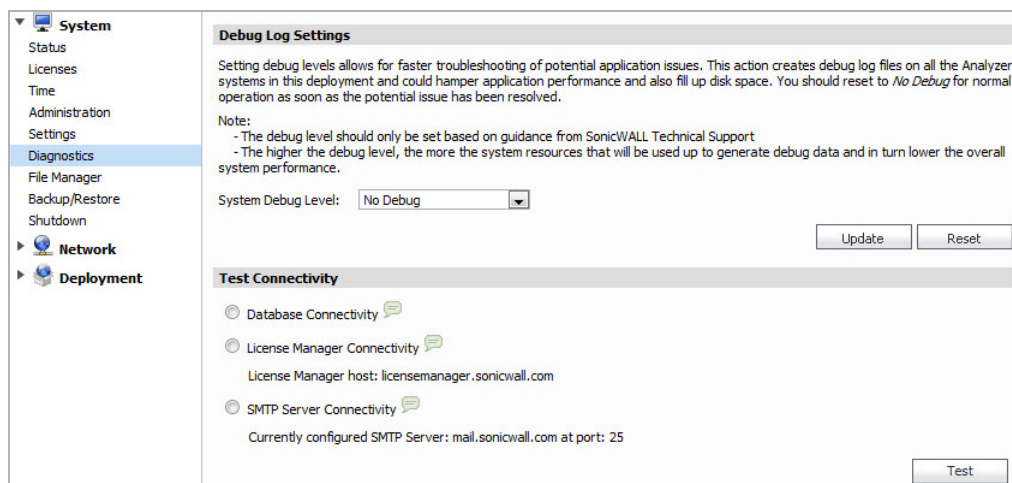 System
Status
Licenses
Time
Administration
Settings
Diagnostics
File Manager
Backup/Restore
Shutdown
Network
Deployment
Debug Log Settings
Setting debug levels allows for faster troubleshooting of potential application issues. This action creates debug log files on all the Analyzer
systems in this deployment and could hamper application performance and also fill up disk space. You should reset to No Debug for normal
operation as soon as the potential issue has been resolved.
Note:
- The debug level should only be set based on guidance from SonicWALL Technical Support
- The higher the debug level, the more the system resources that will be used up to generate debug data and in turn lower the overall
system performance.
System Debug Level: No Debug
Update Reset
Test Connectivity
Database Connectivity
License Manager Connectivity
License Manager host: licensemanager.sonicwall.com
SMTP Server Connectivity
Currently configured SMTP Server: mail.sonicwall.com at port: 25
Test